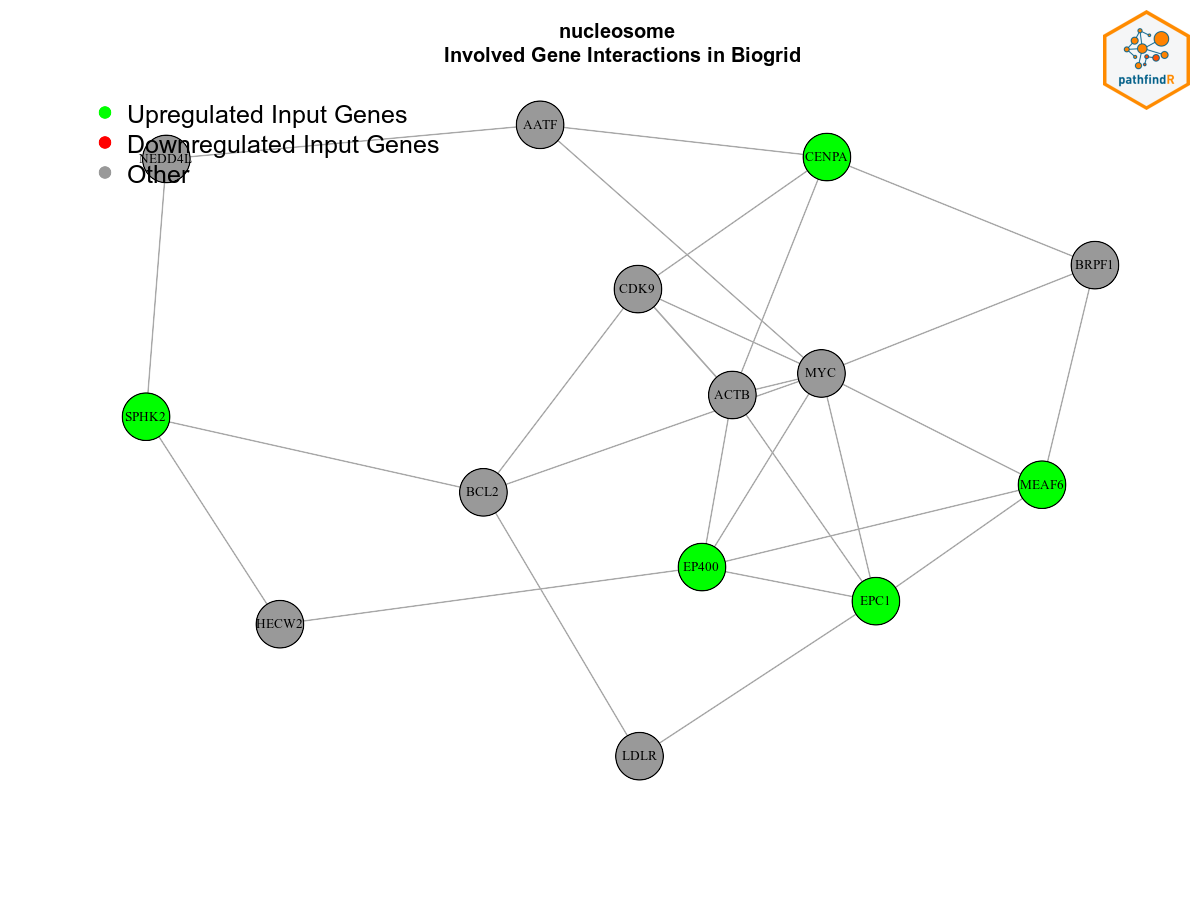 nucleosome
Involved Gene Interactions in Biogrid
pathfindR
Upregulated Input Genes
Downregulated Input Genes
Other
NEDD4L
AATF
CENPA
BRPF1
CDK9
MYC
ACTB
SPHK2
BCL2
MEAF6
EP400
EPC1
HECW2
LDLR